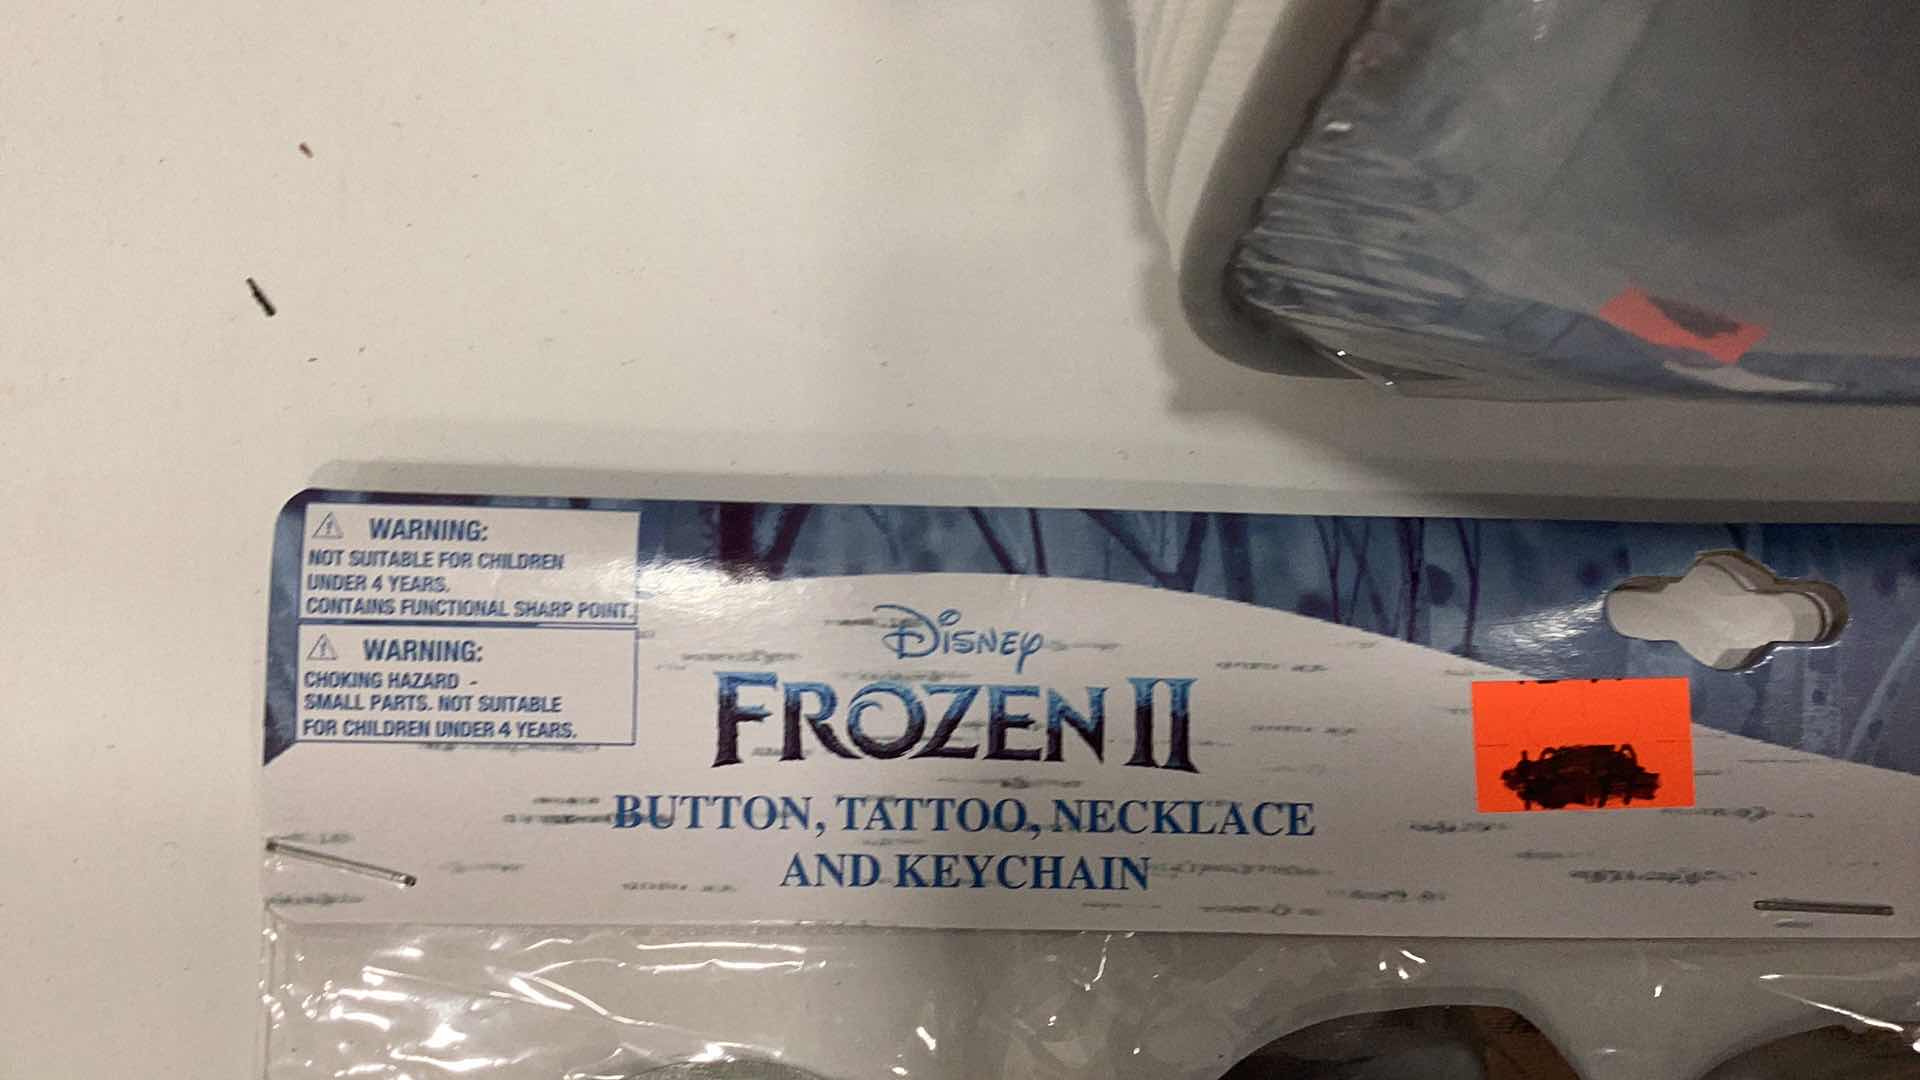 WARNING:
NOT SUITABLE FOR CHILDREN
UNDER 4 YEARS.
CONTAINS FUNCTIONAL SHARP POINT.
WARNING:
CHOKING HAZARD -
SMALL PARTS. NOT SUITABLE
FOR CHILDREN UNDER 4 YEARS.
Disney
FROZEN II
BUTTON, TATTOO, NECKLACE
AND KEYCHAIN